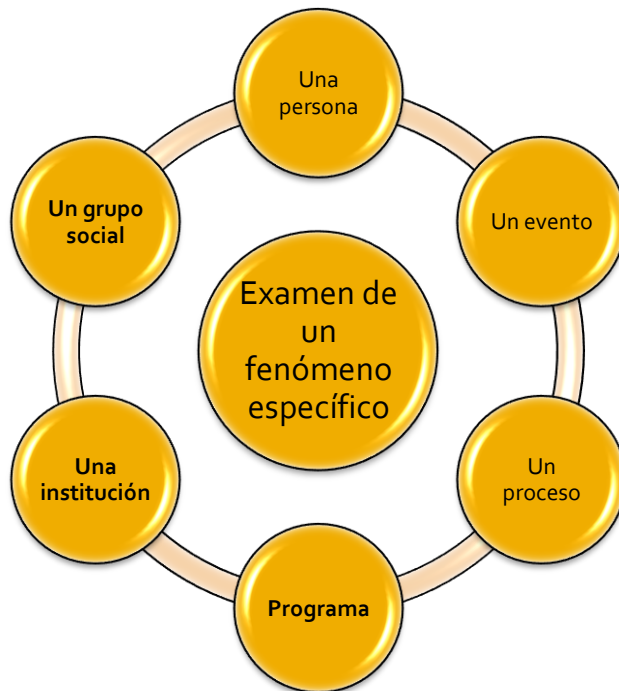 Una
persona
Un grupo
social
Un evento
Examen de
un
fenómeno
específico
Una
institución
Un
proceso
Programa